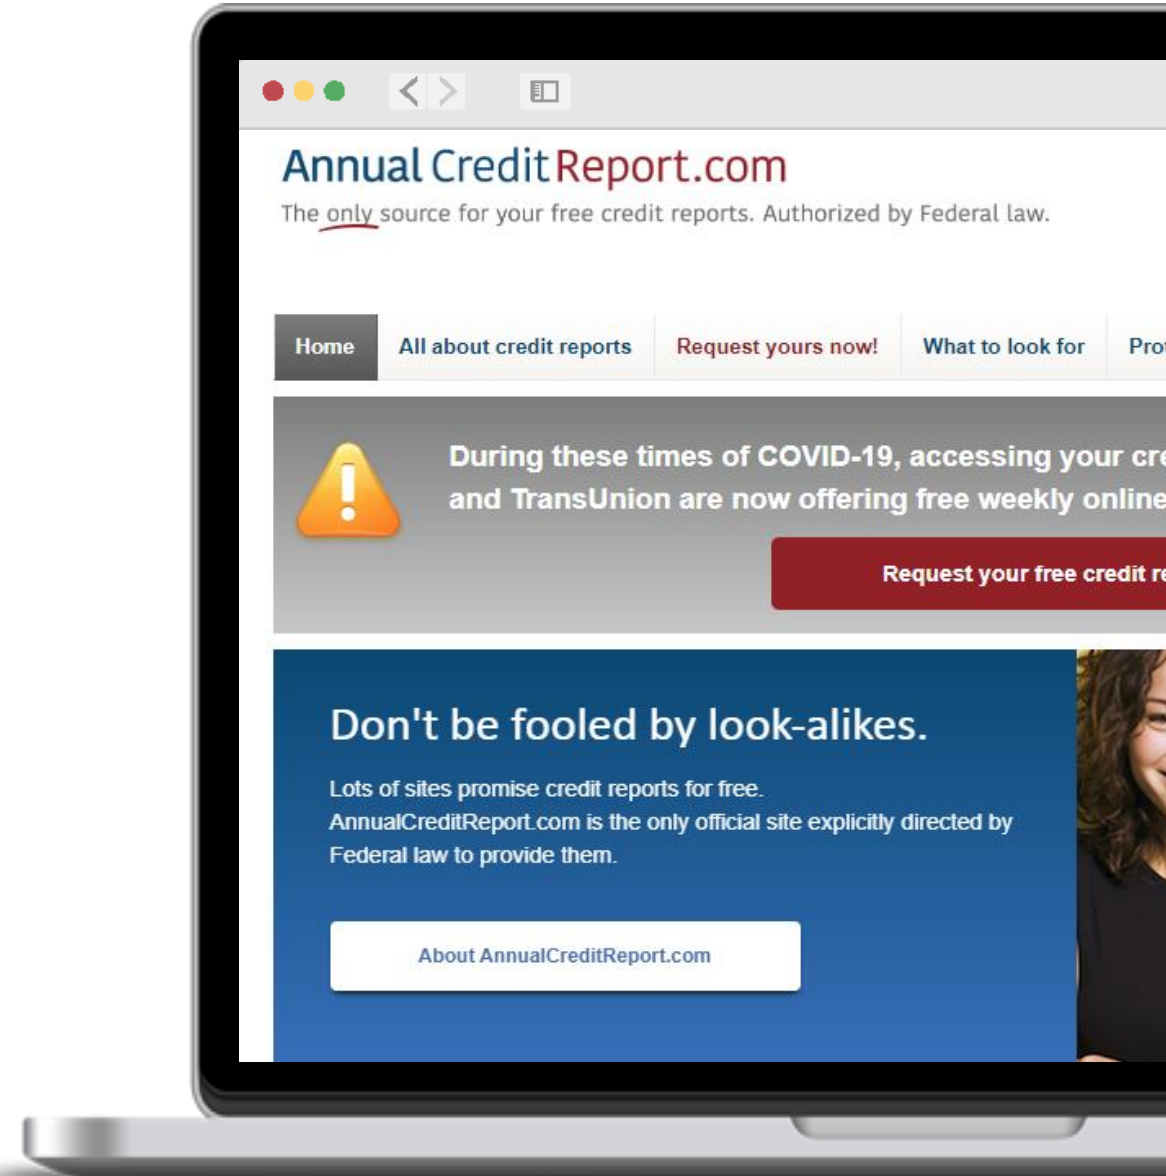 AnnualCreditReport.com
The only source for your free credit reports. Authorized by Federal law.
Home All about credit reports Request yours now! What to look for
During these times of COVID-19, accessing your
and TransUnion are now offering free weekly online
Request your free credit
Don't be fooled by look-alikes.
Lots of sites promise credit reports for free.
AnnualCreditReport.com is the only official site explicitly directed by
Federal law to provide them.
About AnnualCreditReport.com